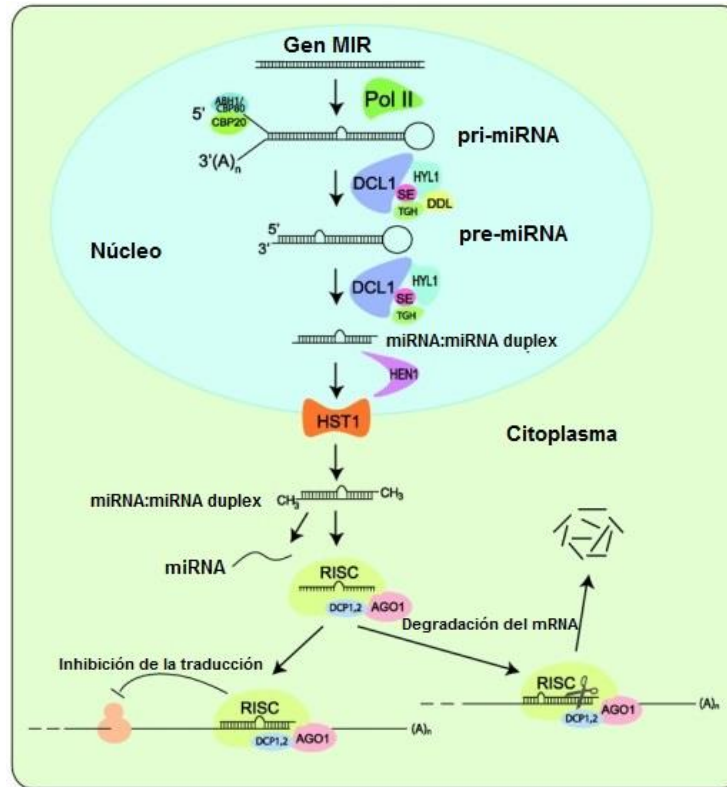 Gen MIR
Pol II
ABH1/
CBP80
CBP20
5'
3'(A)n
pri-miRNA
DCL1
HYL1
SE
TGH
DDL
5'
3'
pre-miRNA
Núcleo
DCL1
HYL1
SE
TGH
miRNA:miRNA duplex
HEN1
HST1
Citoplasma
miRNA:miRNA duplex
CH3
CH3
miRNA
RISC
DCP1,2
AGO1
Degradación del mRNA
Inhibición de la traducción
RISC
DCP1,2
AGO1
(A)n
RISC
DCP1,2
AGO1
(A)n